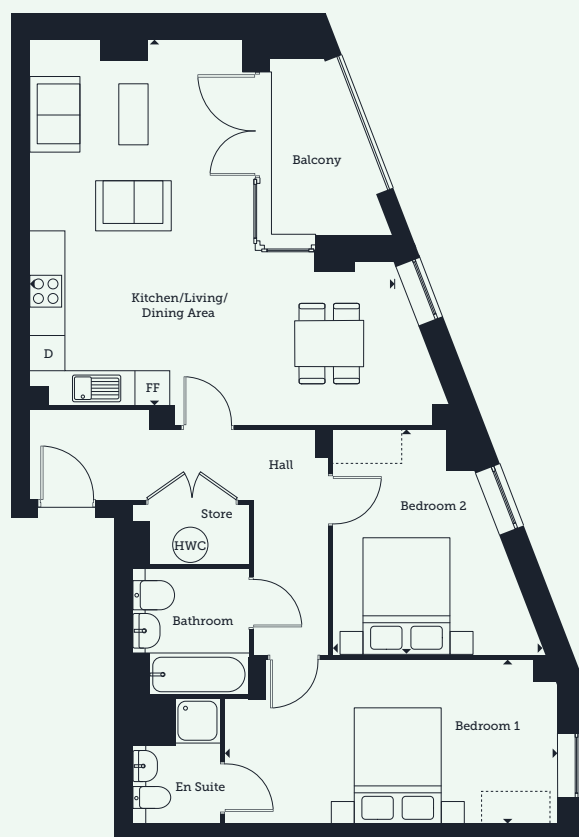 Balcony
Kitchen/Living/
Dining Area
D
FF
Hall
Store
Bedroom 2
HWC
Bathroom
Bedroom 1
En Suite